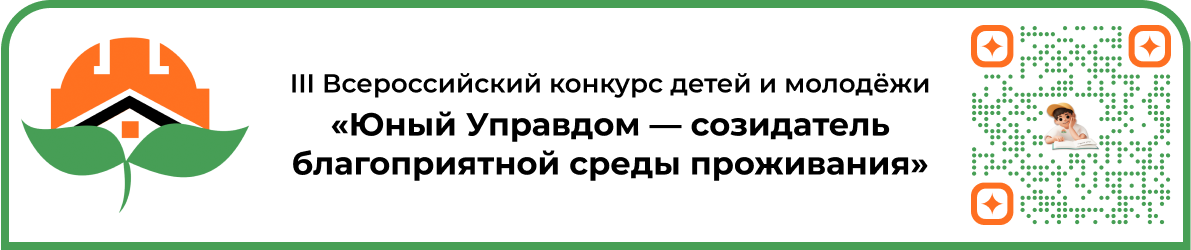 III Всероссийский конкурс детей и молодёжи
«Юный Управдом — созидатель
благоприятной среды проживания»